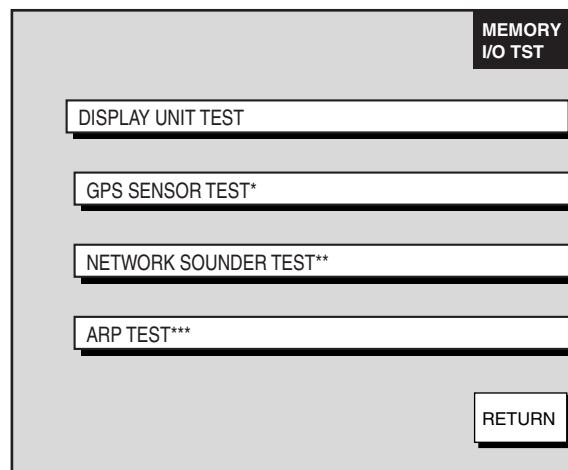 MEMORY
I/O TST
DISPLAY UNIT TEST
GPS SENSOR TEST*
NETWORK SOUNDER TEST**
ARP TEST***
RETURN